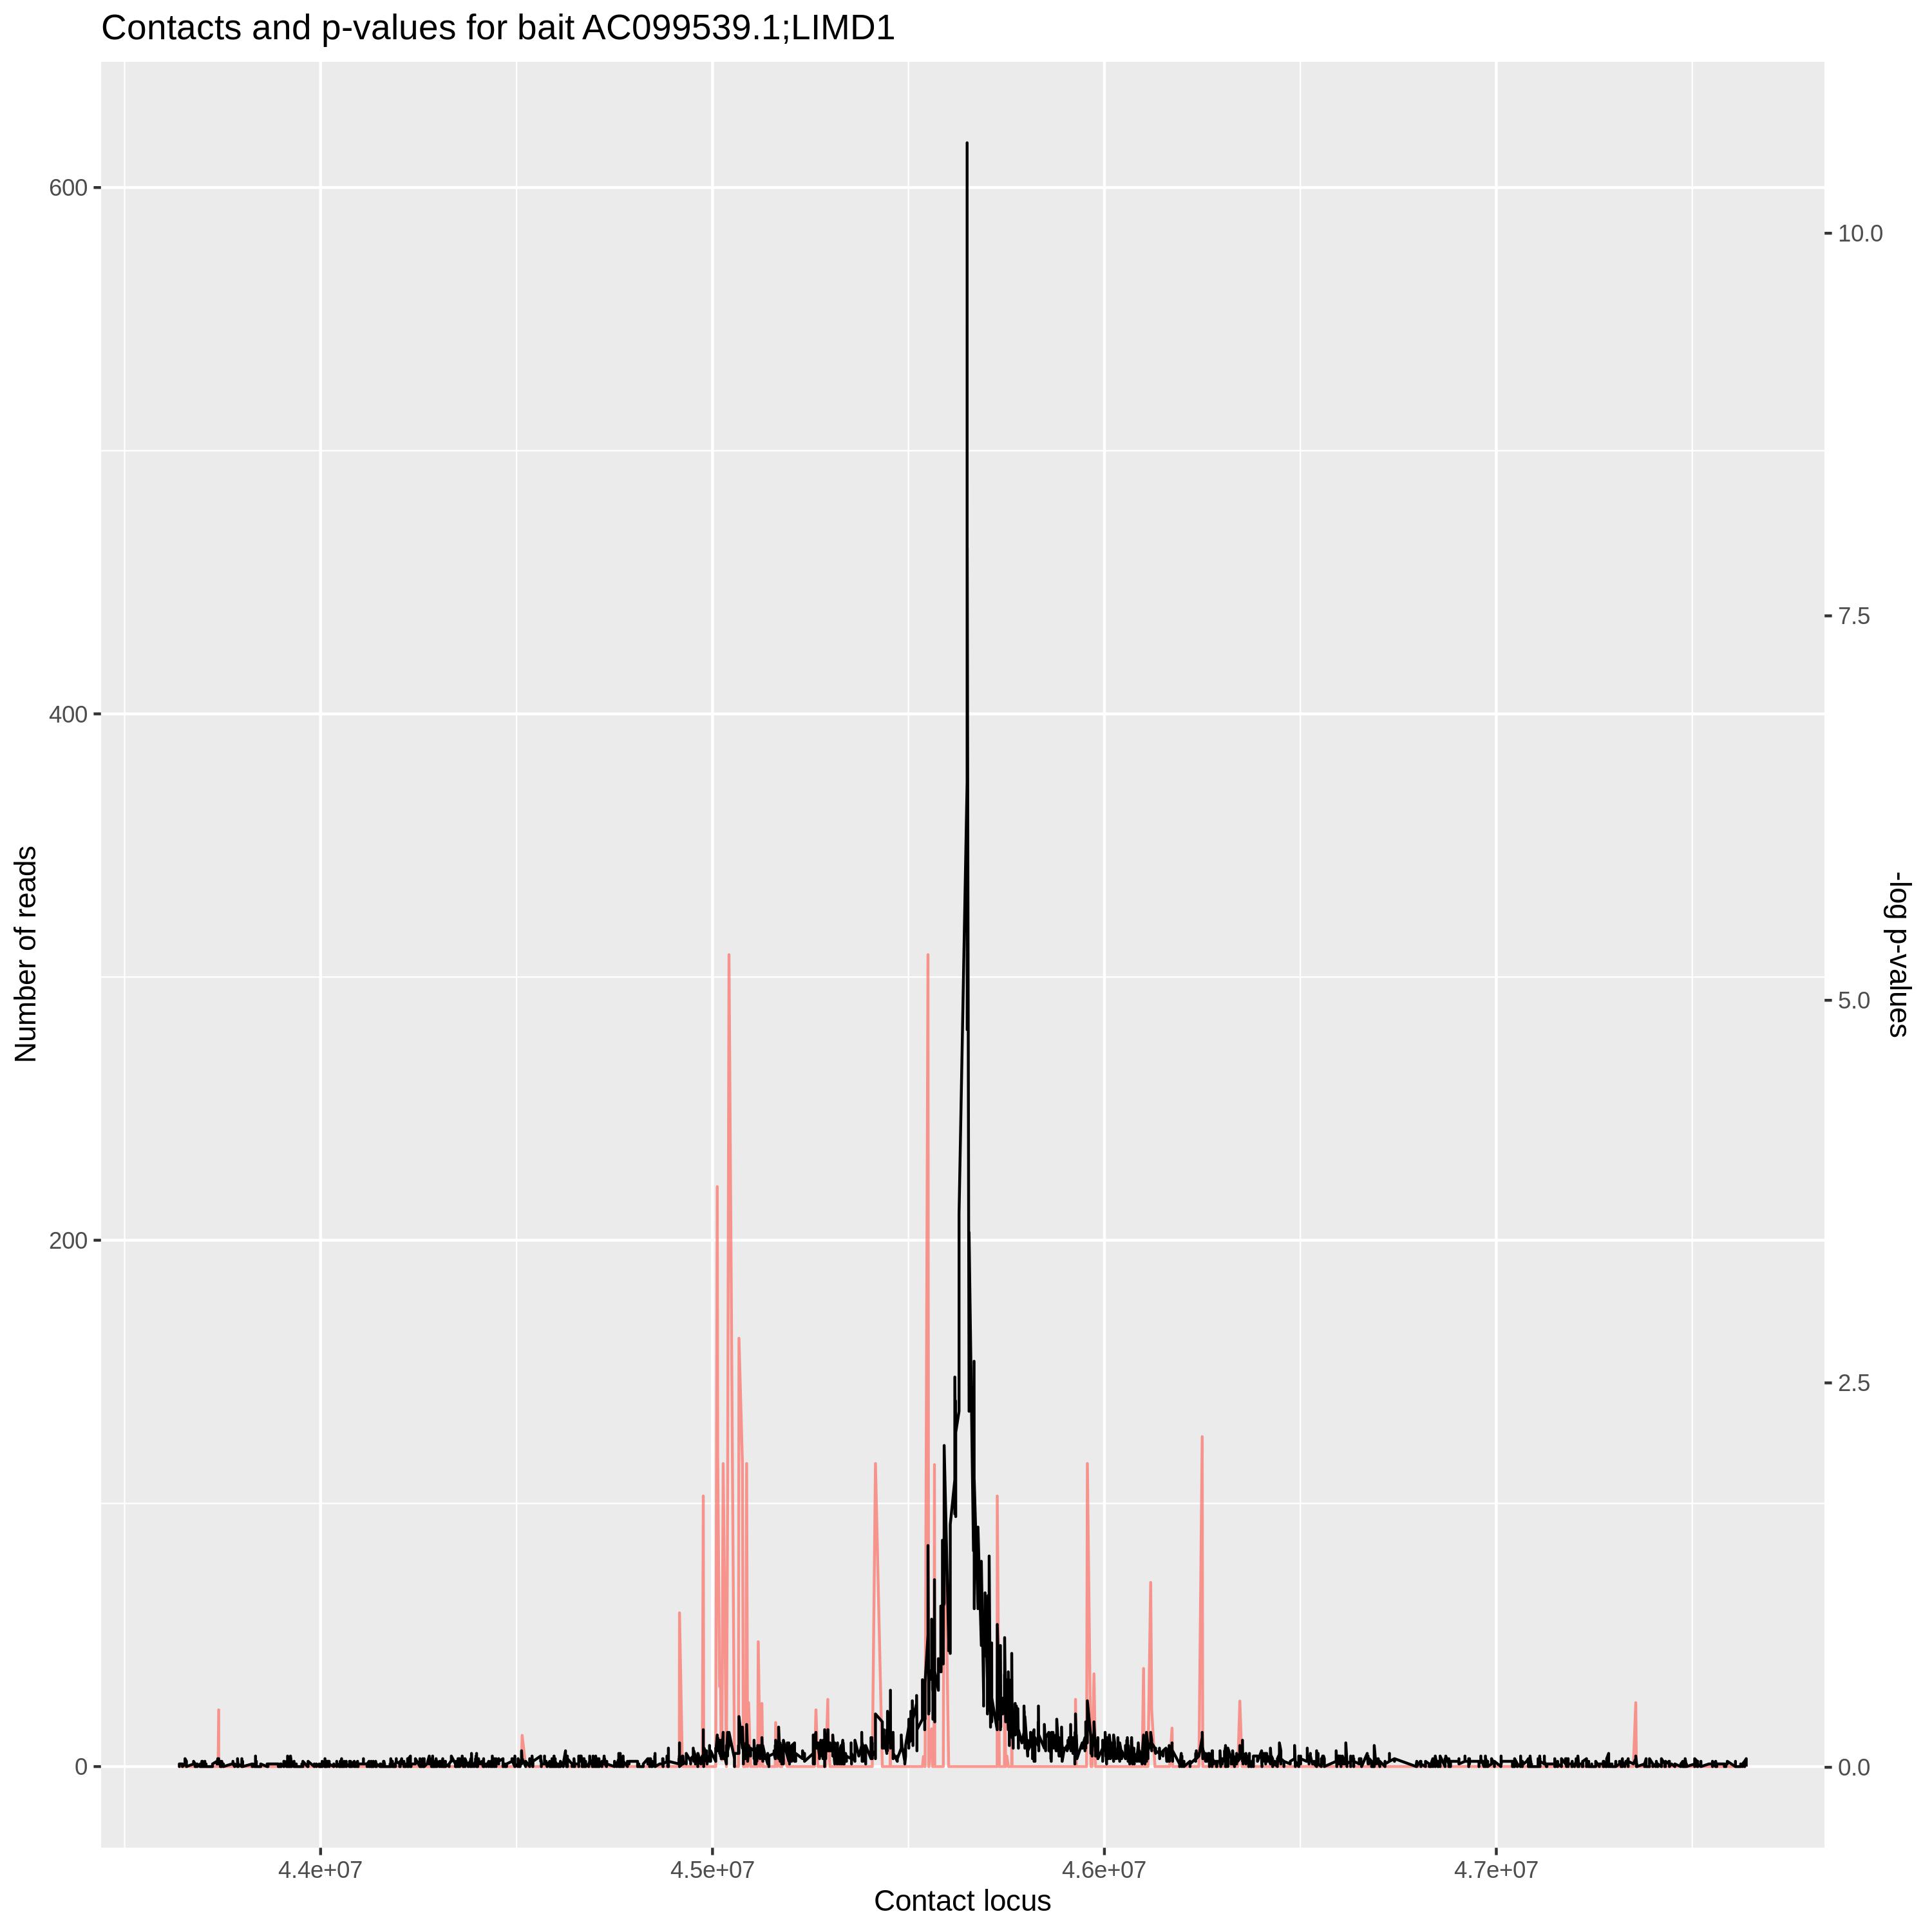 Contacts and p-values for bait AC099539.1;LIMD1
600
400
200
0
Number of reads
10.0
7.5
5.0
2.5
0.0
-log p-values
4.4e+07
4.5e+07
4.6e+07
4.7e+07
Contact locus